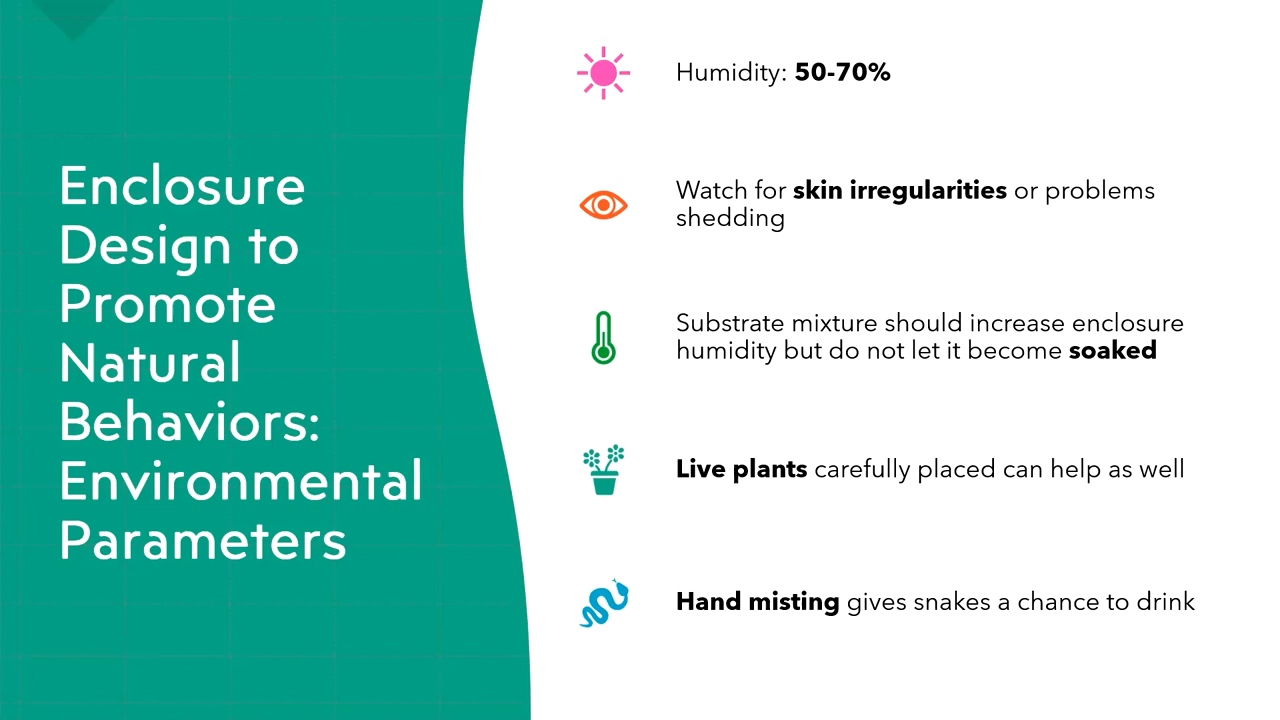 Enclosure
Design to
Promote
Natural
Behaviors:
Environmental
Parameters
Humidity: 50-70%
Watch for skin irregularities or problems
shedding
Substrate mixture should increase enclosure
humidity but do not let it become soaked
Live plants carefully placed can help as well
Hand misting gives snakes a chance to drink